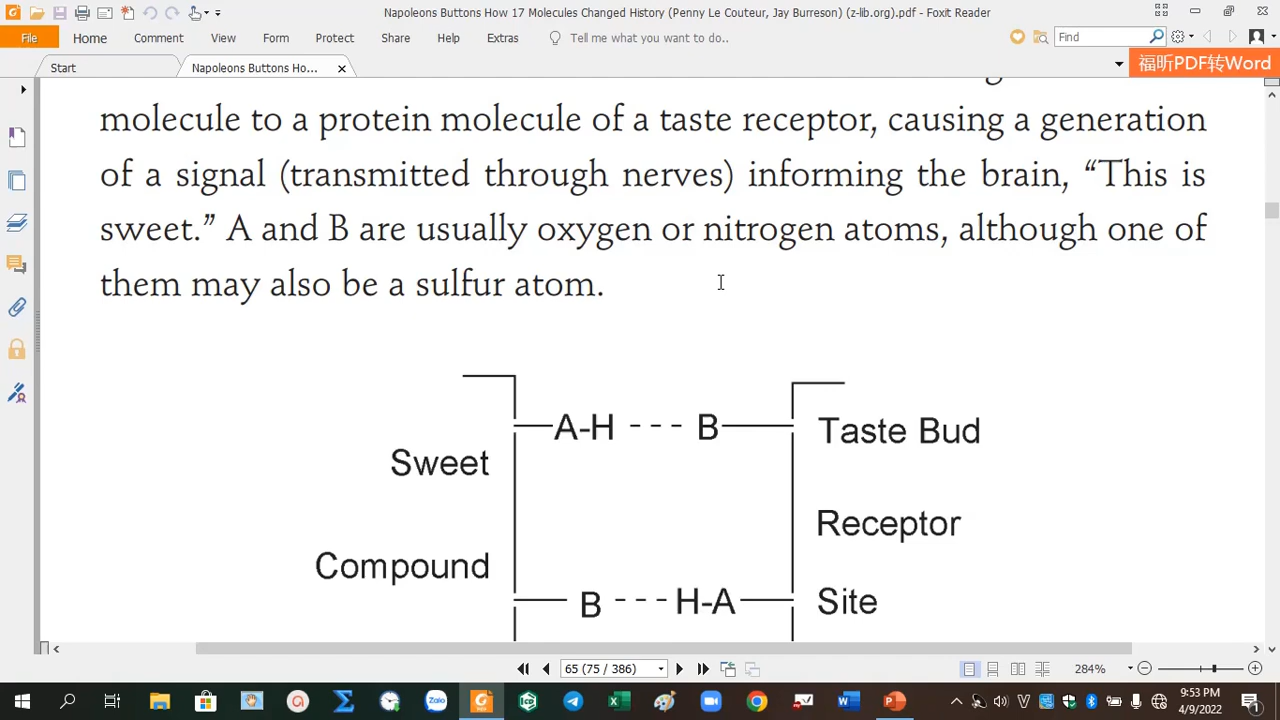 Napoleons Buttons How 17 Molecules Changed History (Penny Le Couteur, Jay Burreson) (z-lib.org).pdf - Foxit Reader
File Home Comment View Form Protect Share Help Extras Tell me what you want to do.. Find
Start Napoleons Buttons Ho... 福昕PDF转Word
molecule to a protein molecule of a taste receptor, causing a generation
of a signal (transmitted through nerves) informing the brain, “This is
sweet.” A and B are usually oxygen or nitrogen atoms, although one of
them may also be a sulfur atom.
A-H --- B Taste Bud
Sweet
Receptor
Compound
B --- H-A Site
65 (75 / 386) 284%
9:53 PM
4/9/2022